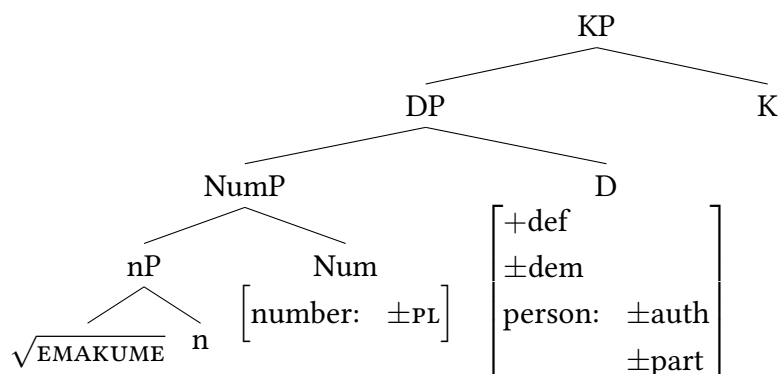 KP
DP K
NumP D
nP Num
+def
±dem
[number: ±PL]
person: ±auth
√EMAKUME n
±part